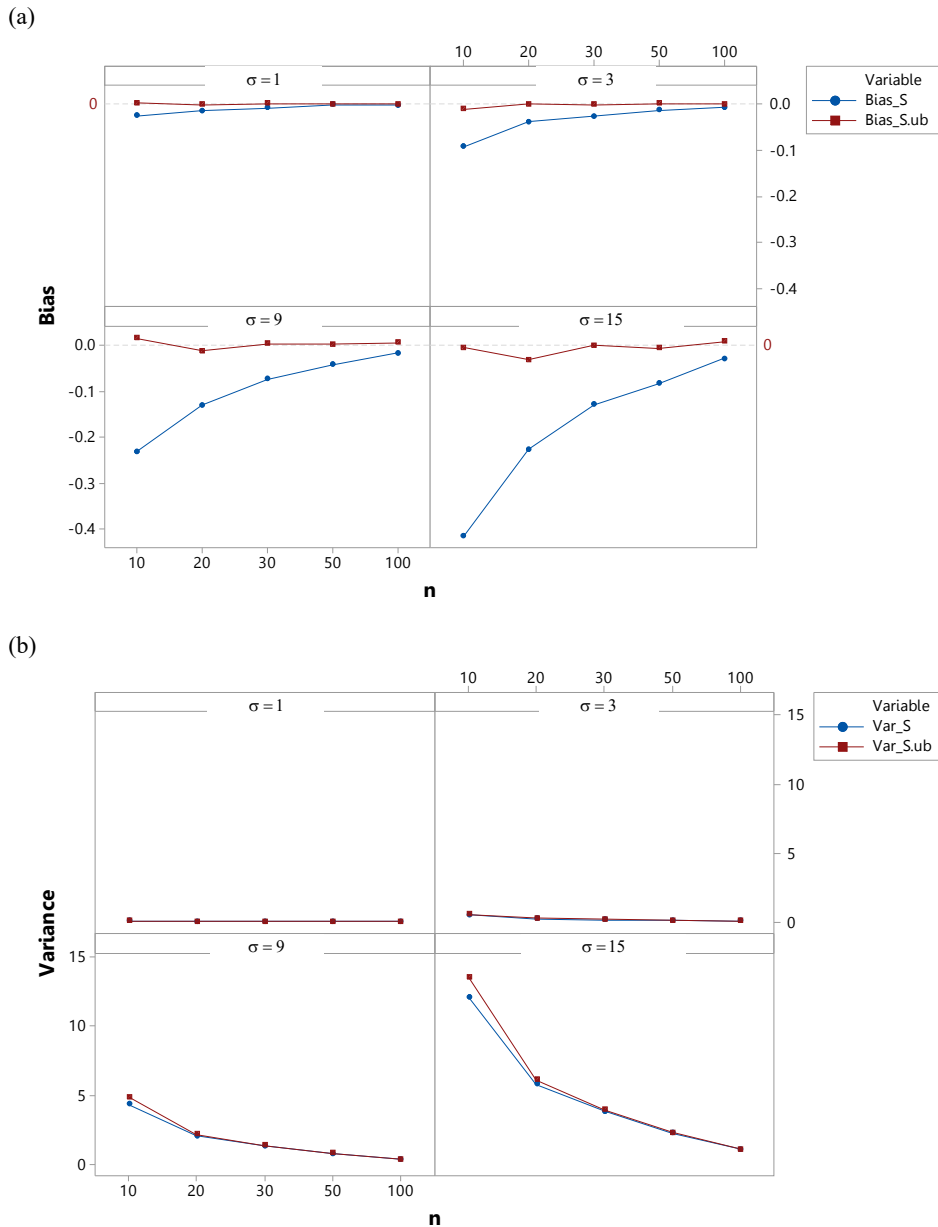 (a)
10 20 30 50 100
σ = 1 σ = 3
Variable
Bias_S
Bias_S.ub
0
0.0
-0.1
-0.2
-0.3
-0.4
Bias
σ = 9 σ = 15
0.0
-0.1
-0.2
-0.3
-0.4
0
10 20 30 50 100
n
(b)
10 20 30 50 100
σ = 1 σ = 3
Variable
Var_S
Var_S.ub
15
10
5
0
Variance
σ = 9 σ = 15
15
10
5
0
10 20 30 50 100
n